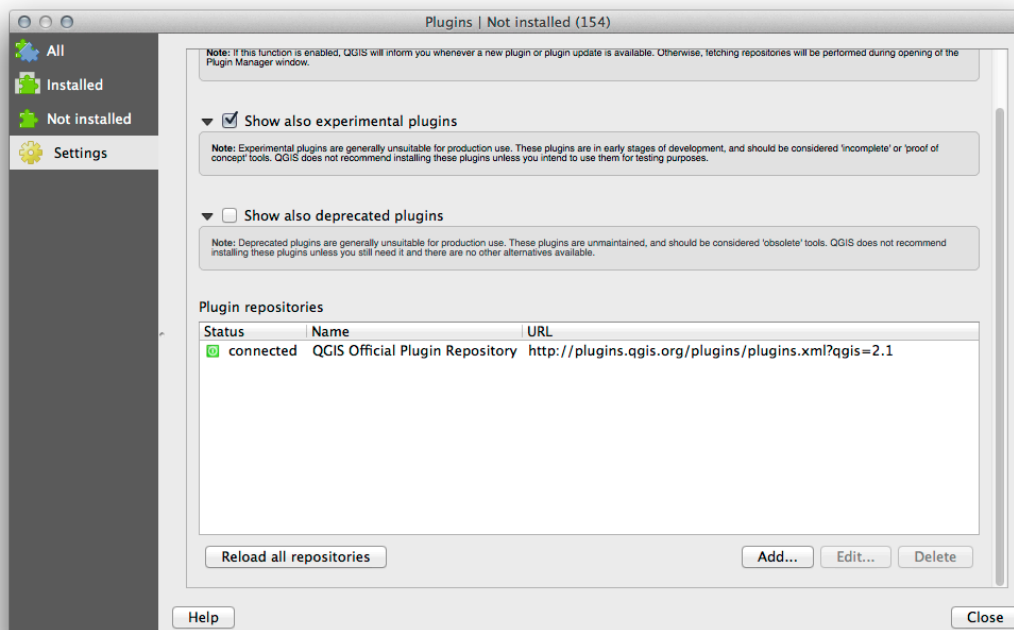 Plugins | Not installed (154)
All
Installed
Not installed
Settings
Note: If this function is enabled, QGIS will inform you whenever a new plugin or plugin update is available. Otherwise, fetching repositories will be performed during opening of the
Plugin Manager window.
Show also experimental plugins
Note: Experimental plugins are generally unsuitable for production use. These plugins are in early stages of development, and should be considered 'incomplete' or 'proof of
concept' tools. QGIS does not recommend installing these plugins unless you intend to use them for testing purposes.
Show also deprecated plugins
Note: Deprecated plugins are generally unsuitable for production use. These plugins are unmaintained, and should be considered 'obsolete' tools. QGIS does not recommend
installing these plugins unless you still need it and there are no other alternatives available.
Plugin repositories
Status Name URL
connected QGIS Official Plugin Repository http://plugins.qgis.org/plugins/plugins.xml?qgis=2.1
Reload all repositories Add... Edit... Delete
Help Close